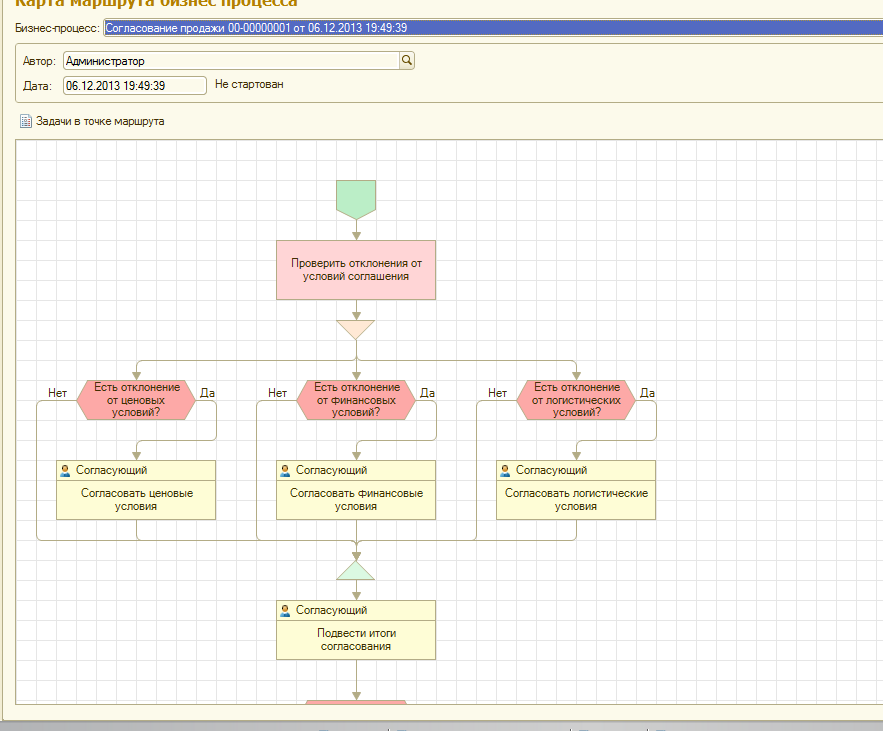 Карта маршрута бизнес процесса
Бизнес-процесс: Согласование продажи 00-00000001 от 06.12.2013 19:49:39
Автор: Администратор
Дата: 06.12.2013 19:49:39 Не стартован
Задачи в точке маршрута
Проверить отклонения от
условий соглашения
Нет
Есть отклонение
от ценовых
условий?
Да
Нет
Есть отклонение
от финансовых
условий?
Да
Нет
Есть отклонение
от логистических
условий?
Да
Согласующий
Согласовать ценовые
условия
Согласующий
Согласовать финансовые
условия
Согласующий
Согласовать логистические
условия
Согласующий
Подвести итоги
согласования